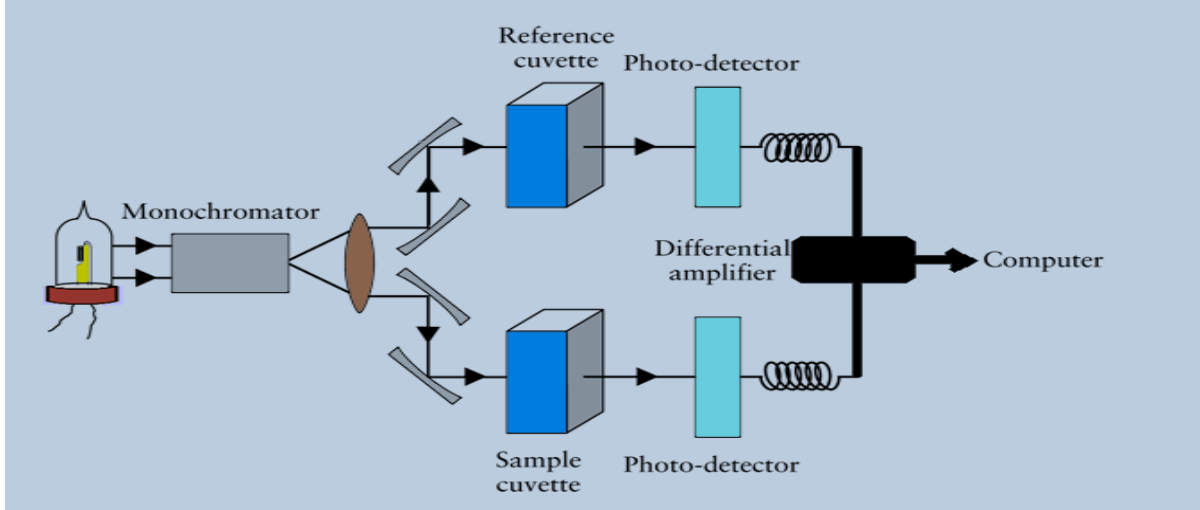 Reference
cuvette
Photo-detector
Monochromator
Differential
amplifier
Computer
Sample
cuvette
Photo-detector